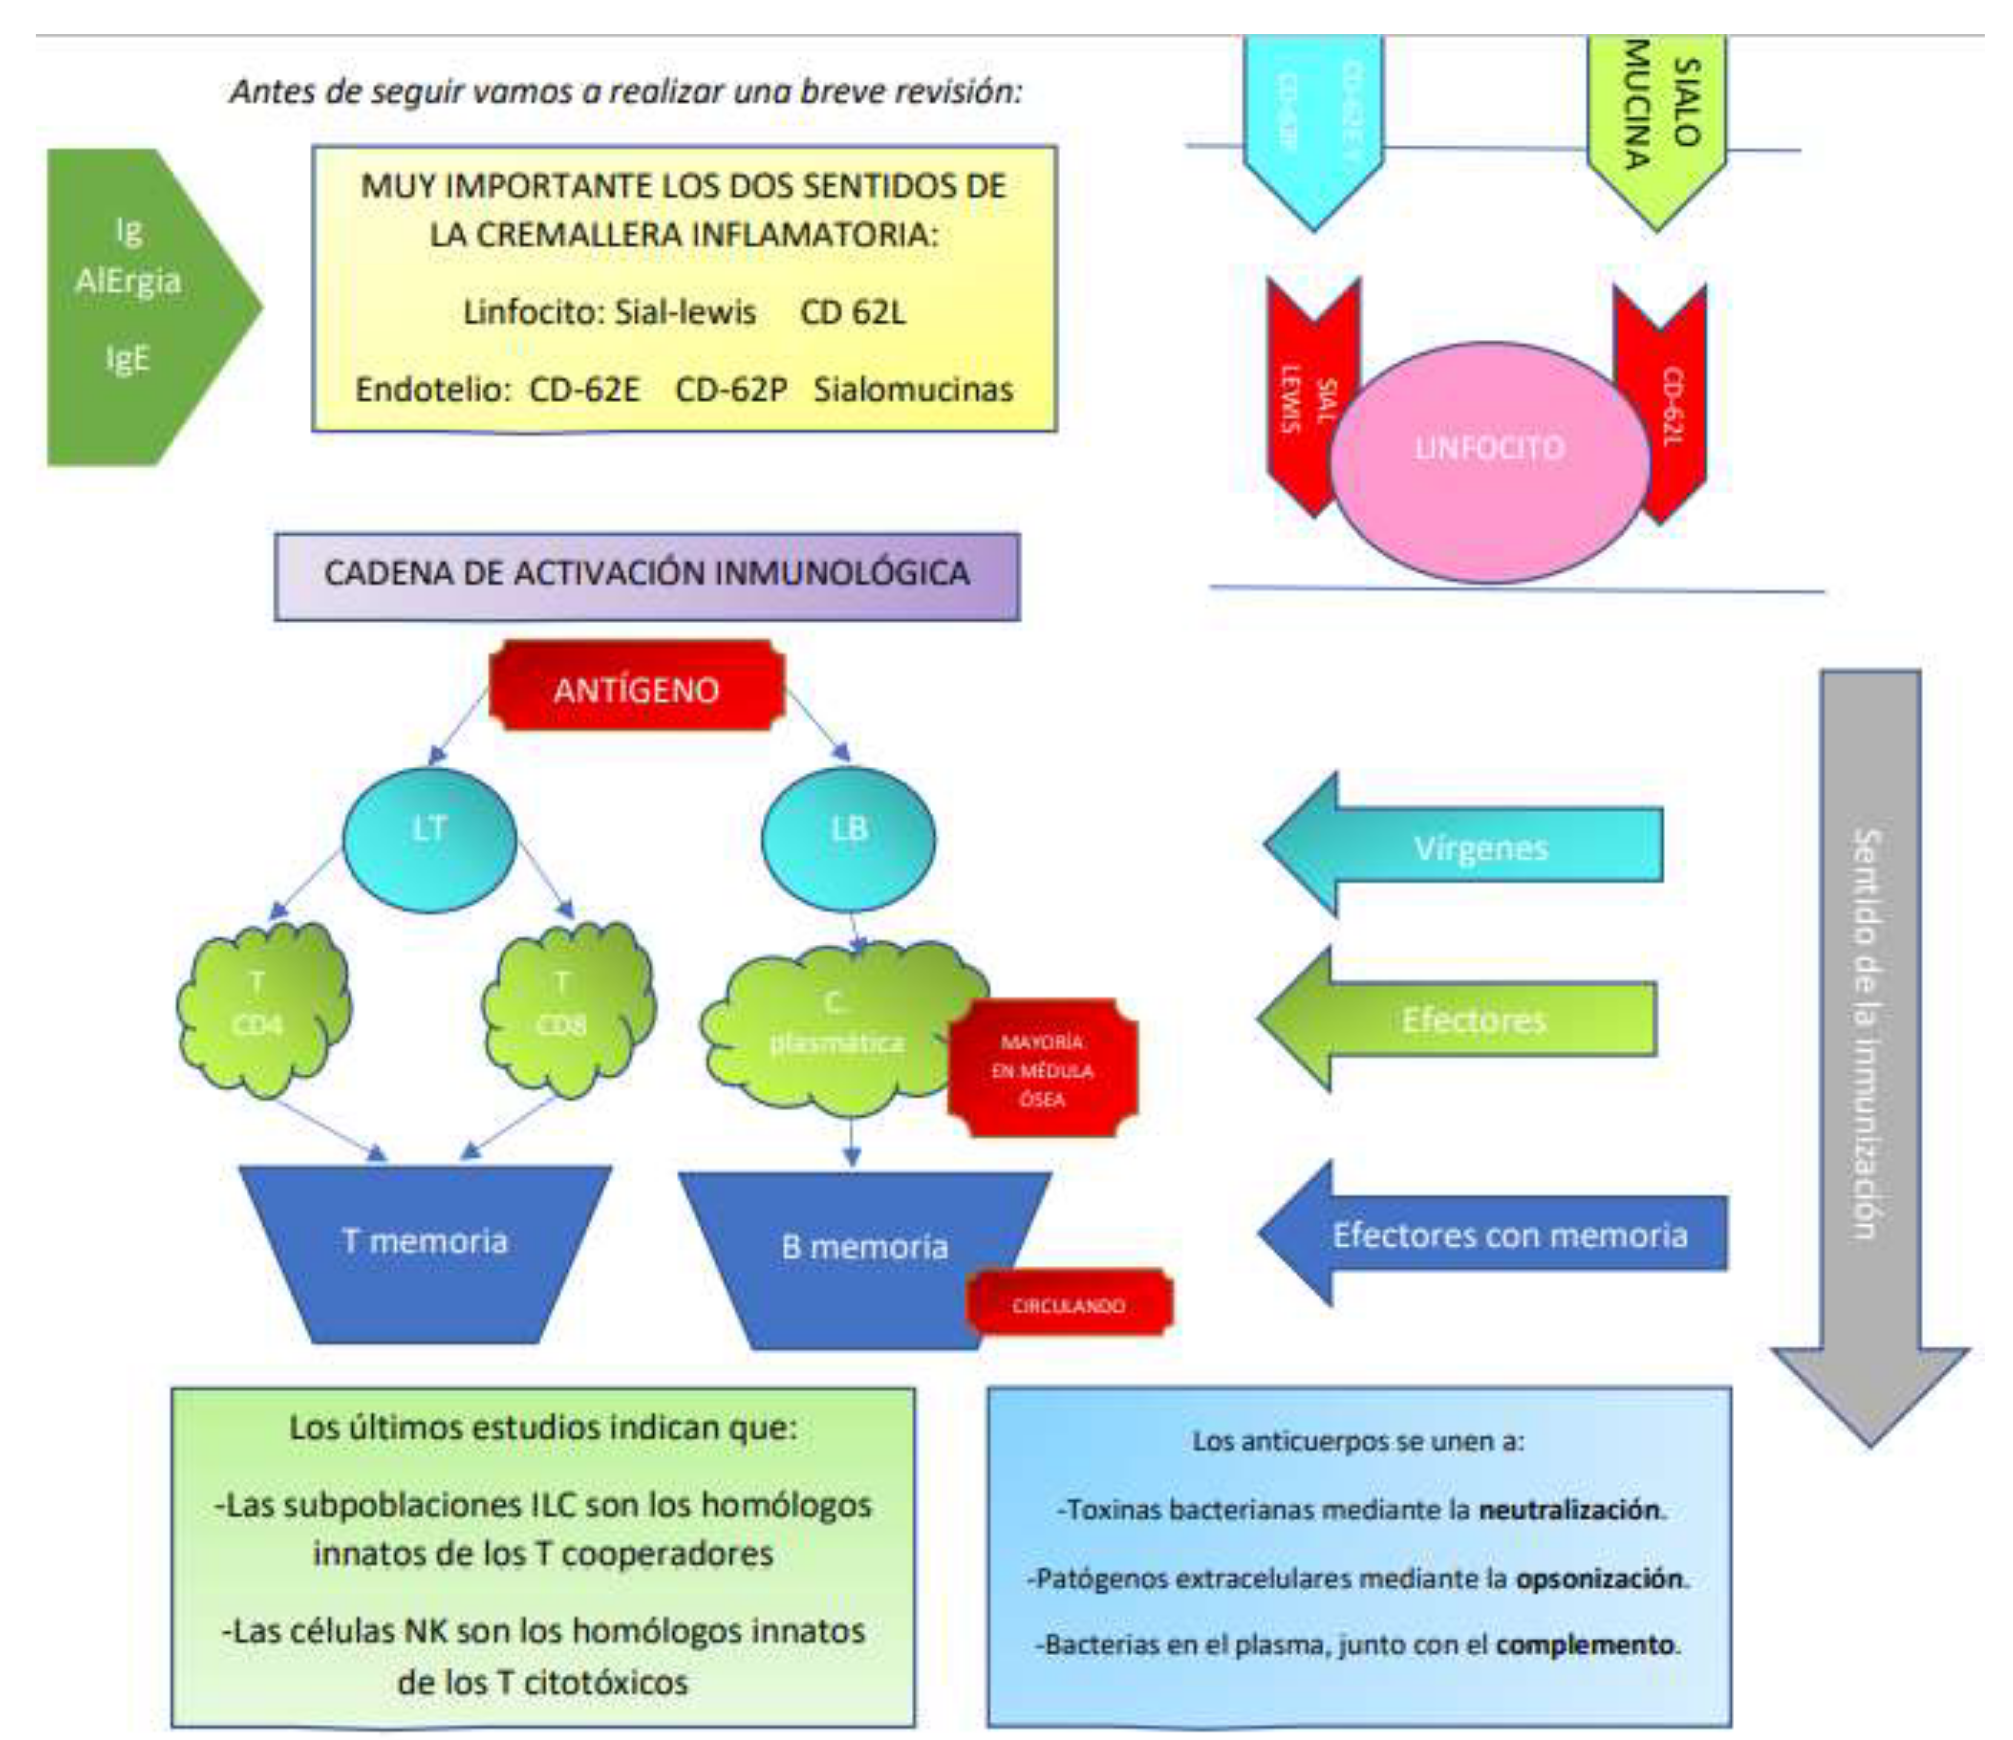 Antes de seguir vamos a realizar una breve revisión:
Ig
AlErgia
IgE
MUY IMPORTANTE LOS DOS SENTIDOS DE
LA CREMALLERA INFLAMATORIA:
Linfocito: Sial-lewis CD 62L
Endotelio: CD-62E CD-62P Sialomucinas
CD-62E Y
SIALO
MUCINA
SIAL
LEWIS
LINFOCITO
CD-62L
CADENA DE ACTIVACIÓN INMUNOLÓGICA
ANTÍGENO
LT
LB
Vírgenes
T
CD4
T
CD8
C.
plasmática
MAYORÍA
EN MÉDULA
ÓSEA
Efectores
T memoria
B memoria
CIRCULANDO
Efectores con memoria
Sentido de la inmunización
Los últimos estudios indican que:
-Las subpoblaciones ILC son los homólogos
innatos de los T cooperadores
-Las células NK son los homólogos innatos
de los T citotóxicos
Los anticuerpos se unen a:
-Toxinas bacterianas mediante la neutralización.
-Patógenos extracelulares mediante la opsonización.
-Bacterias en el plasma, junto con el complemento.